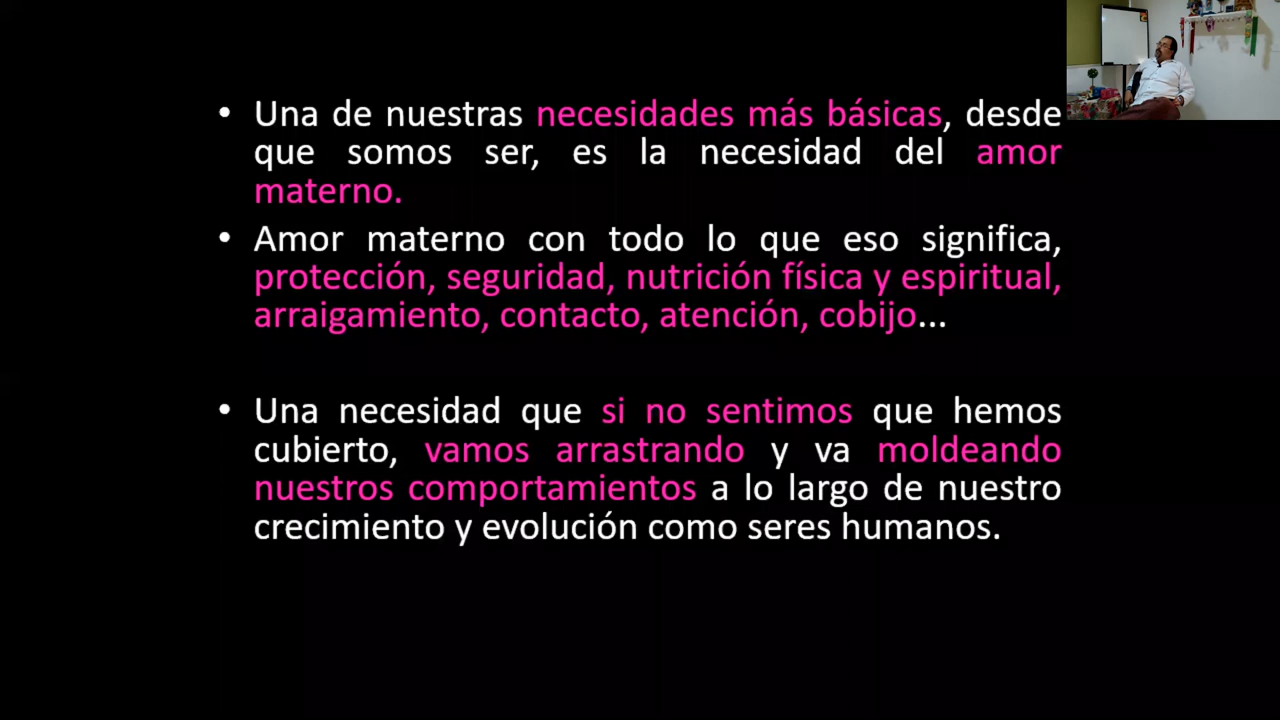 • Una de nuestras necesidades más básicas, desde
que somos ser, es la necesidad del amor
materno.
• Amor materno con todo lo que eso significa,
protección, seguridad, nutrición física y espiritual,
arraigamiento, contacto, atención, cobijo...
• Una necesidad que si no sentimos que hemos
cubierto, vamos arrastrando y va moldeando
nuestros comportamientos a lo largo de nuestro
crecimiento y evolución como seres humanos.